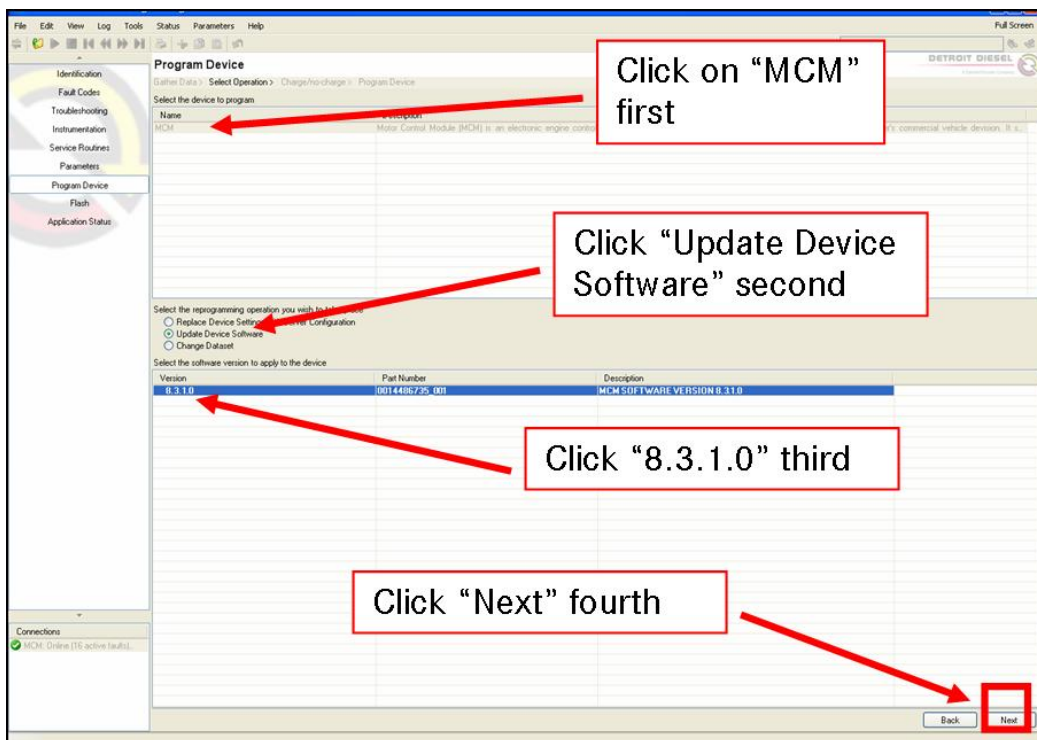 File Edit View Log Tools Status Parameters Help Full Screen
Program Device
DETROIT DIESEL
Gather Data > Select Operation > Charge/no-charge > Program Device
Select the device to program
Name Description
MCM Motor Control Module (MCM) is an electronic engine commercial vehicle devision. It s...
Identification
Fault Codes
Troubleshooting
Instrumentation
Service Routines
Parameters
Program Device
Flash
Application Status
Click on “MCM”
first
Click “Update Device
Software” second
Select the reprogramming operation you wish to
Replace Device Settings Server Configuration
Update Device Software
Change Dataset
Select the software version to apply to the device
Version Part Number Description
8.3.1.0 0014486735_001 MCM SOFTWARE VERSION 8.3.1.0
Click “8.3.1.0” third
Click “Next” fourth
Connections
MCM: Online (16 active faults)..
Back Next